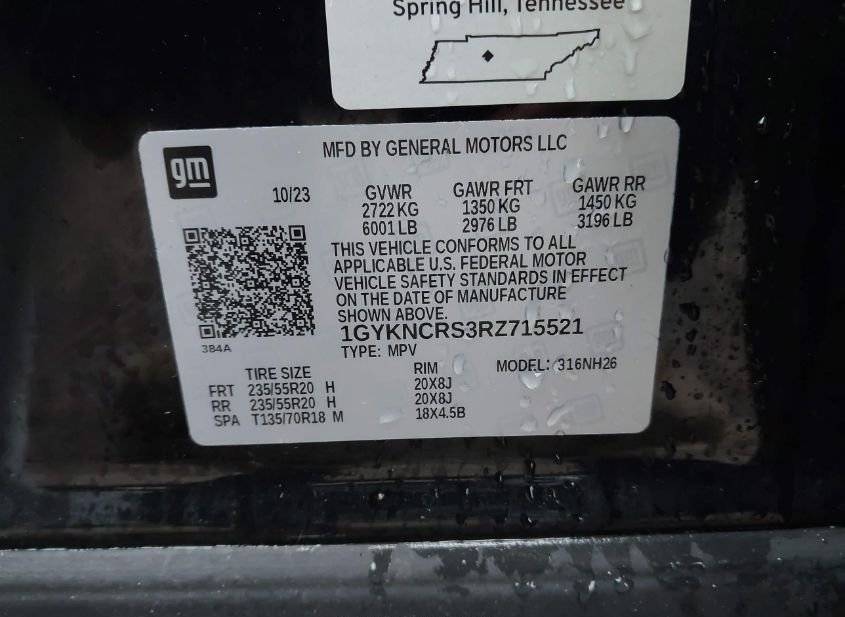 Spring Hill, Tennessee
gm
MFD BY GENERAL MOTORS LLC
10/23 GVWR GAWR FRT GAWR RR
2722 KG 1350 KG 1450 KG
6001 LB 2976 LB 3196 LB
THIS VEHICLE CONFORMS TO ALL
APPLICABLE U.S. FEDERAL MOTOR
VEHICLE SAFETY STANDARDS IN EFFECT
ON THE DATE OF MANUFACTURE
SHOWN ABOVE.
1GYKNCRS3RZ715521
3B4A
TYPE: MPV MODEL: 316NH26
TIRE SIZE RIM
FRT 235/55R20 H 20X8J
RR 235/55R20 H 20X8J
SPA T135/70R18 M 18X4.5B